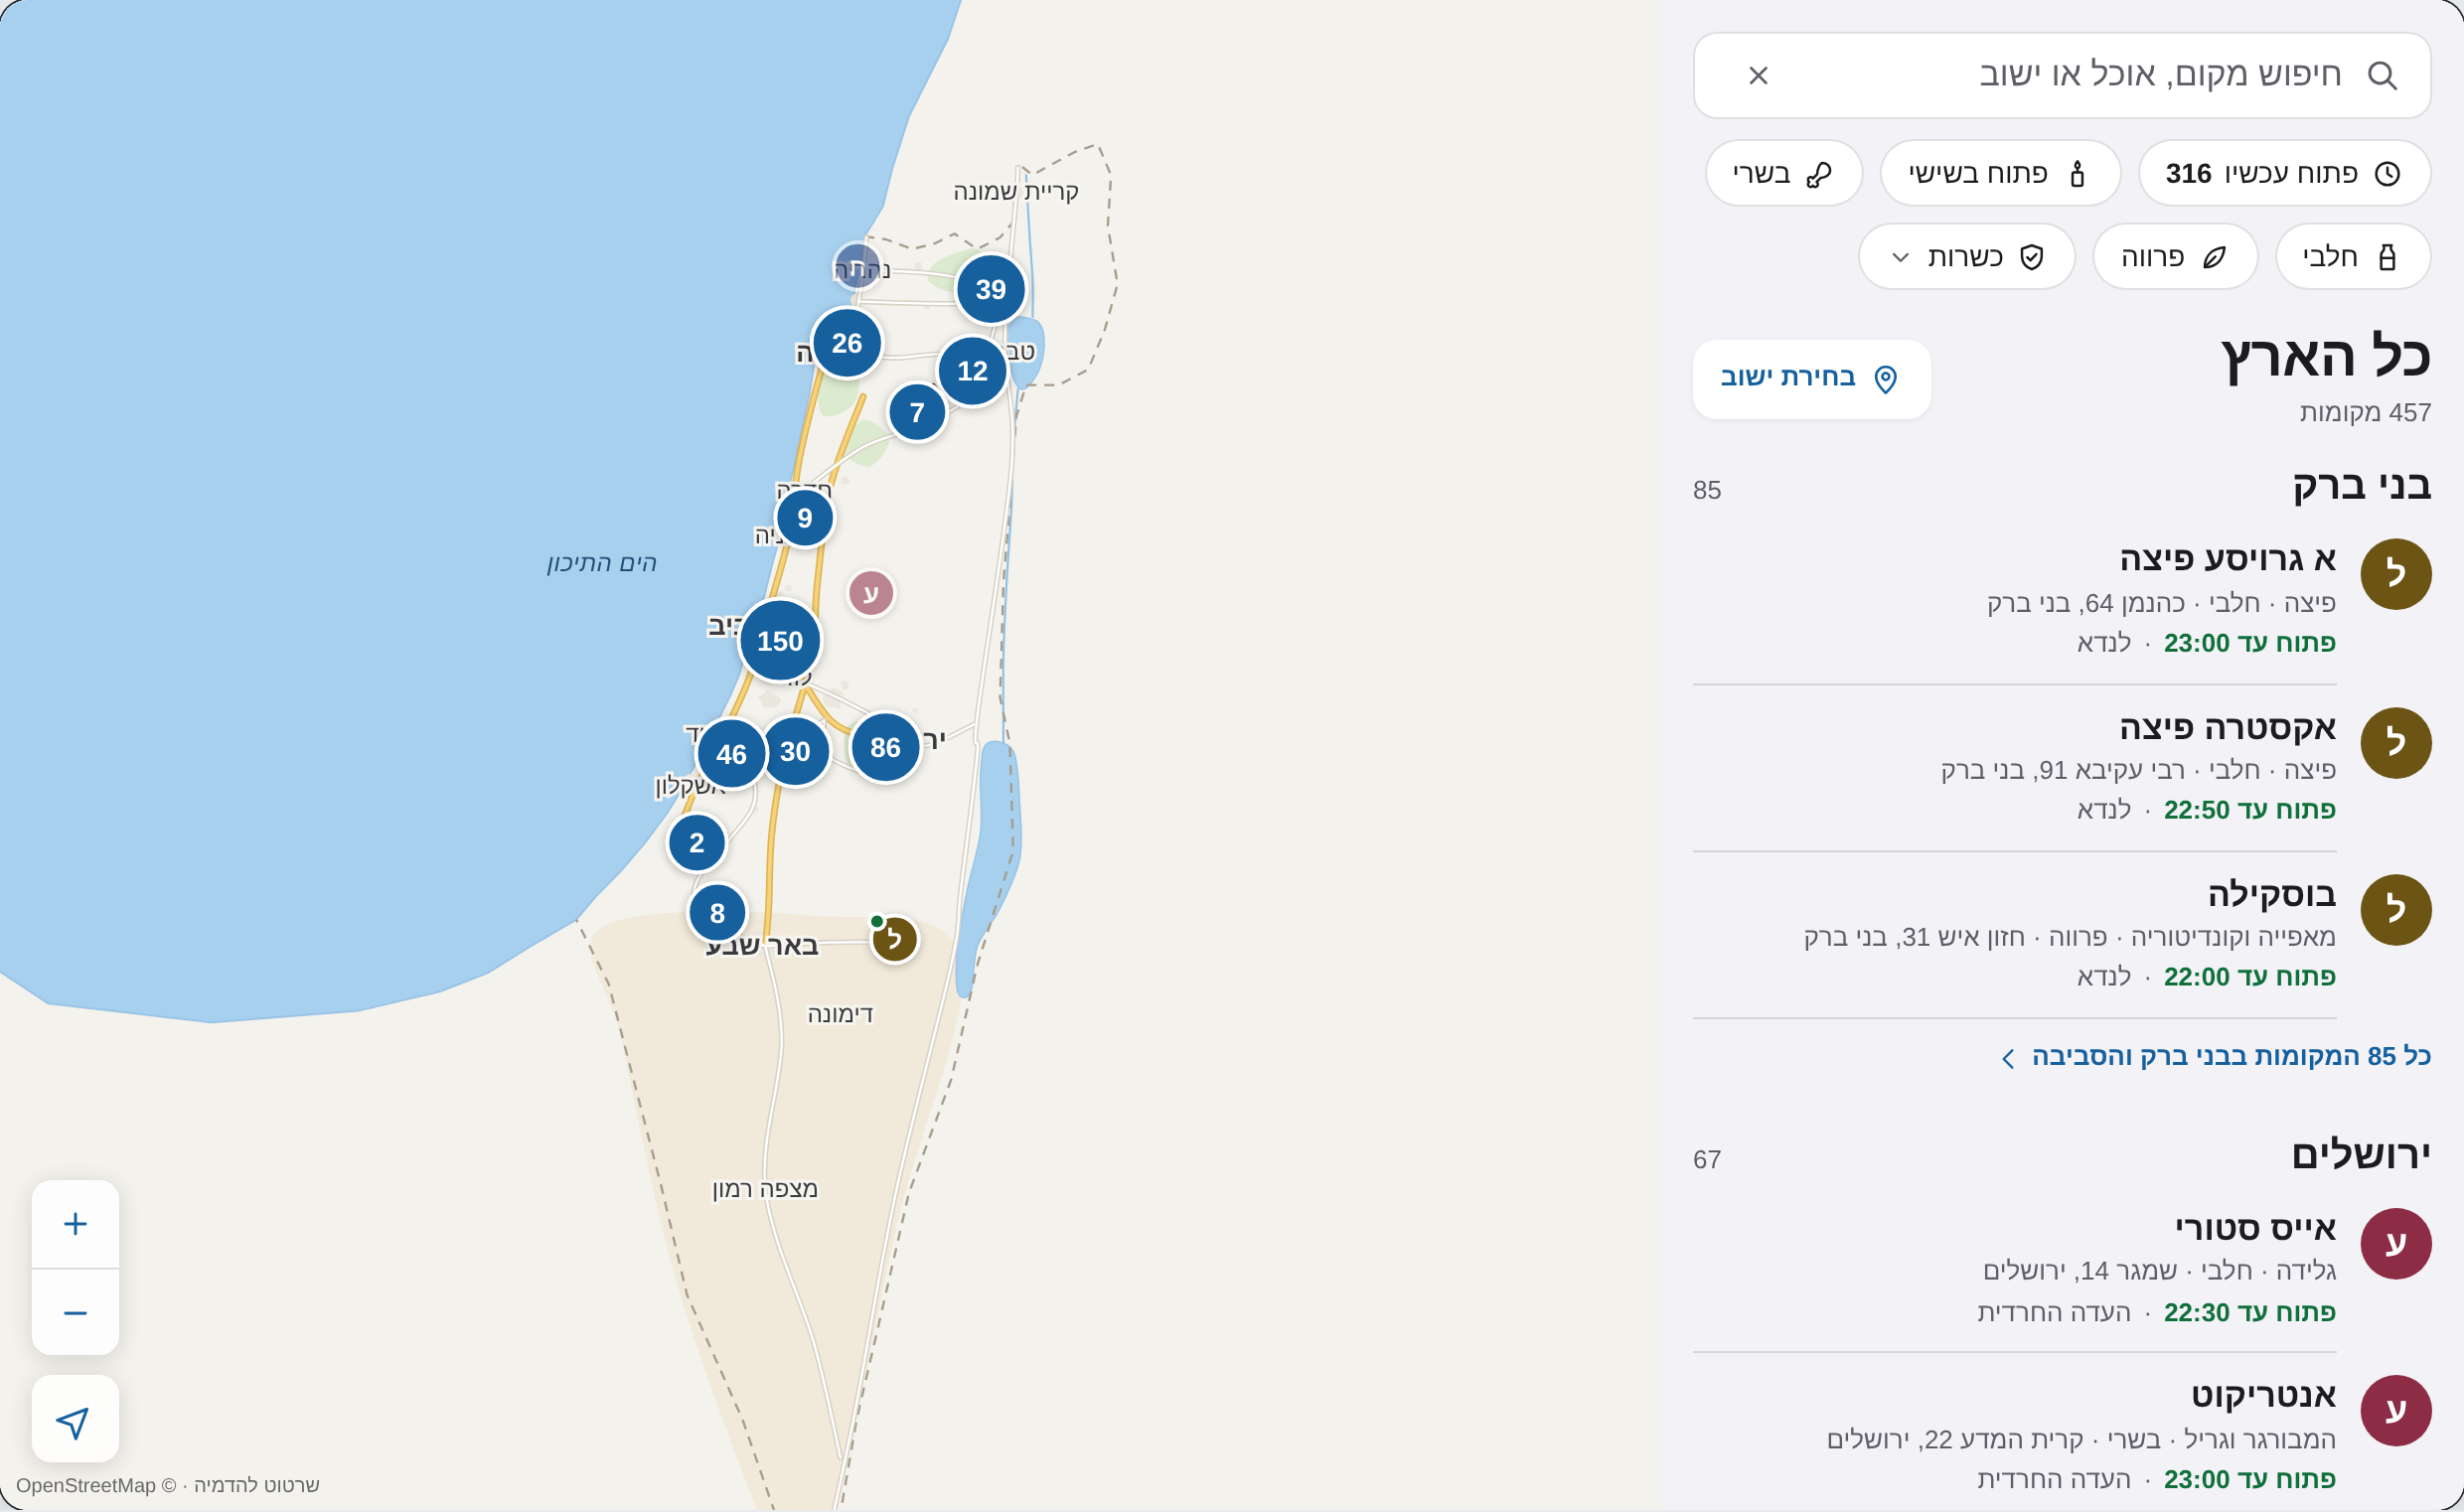 חיפוש מקום, אוכל או ישוב
פתוח עכשיו 316
פתוח בשישי
בשרי
חלבי
פרווה
כשרות
כל הארץ
457 מקומות
בחירת ישוב
בני ברק
85
ל
א גרויסע פיצה
פיצה · חלבי · כהנמן 64, בני ברק
פתוח עד 23:00 · לנדא
ל
אקסטרה פיצה
פיצה · חלבי · רבי עקיבא 91, בני ברק
פתוח עד 22:50 · לנדא
ל
בוסקילה
מאפייה וקונדיטוריה · פרווה · חזון איש 31, בני ברק
פתוח עד 22:00 · לנדא
כל 85 המקומות בבני ברק והסביבה
ירושלים
67
ע
אייס סטורי
גלידה · חלבי · שמגר 14, ירושלים
פתוח עד 22:30 · העדה החרדית
ע
אנטריקוט
המבורגר וגריל · בשרי · קרית המדע 22, ירושלים
פתוח עד 23:00 · העדה החרדית
קריית שמונה
39
26
12
7
9
הים התיכון
ע
150
86
30
46
אשקלון
2
8
ל
באר שבע
דימונה
מצפה רמון
שרטוט להדמיה · © OpenStreetMap